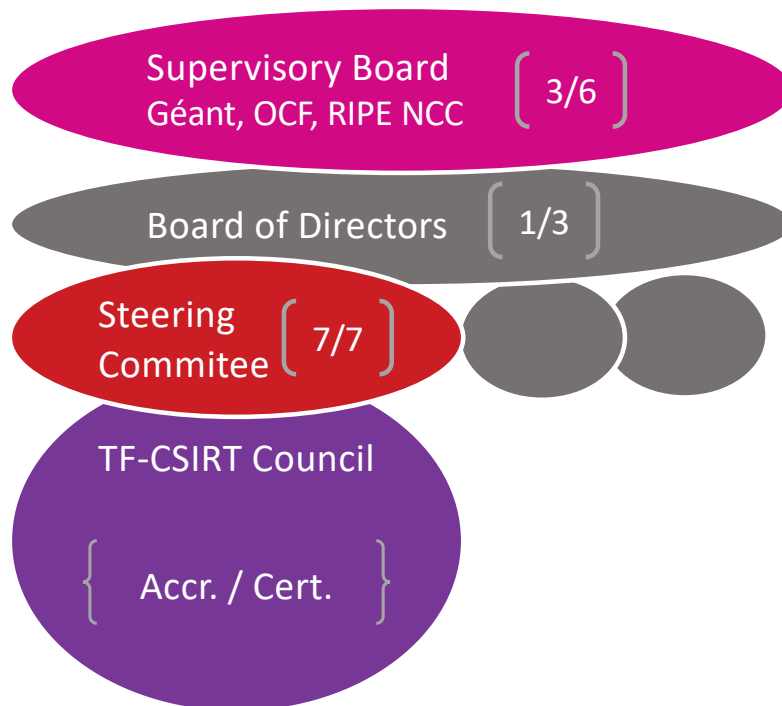 Supervisory Board
Géant, OCF, RIPE NCC
3/6
Board of Directors
1/3
Steering
Commitee
7/7
TF-CSIRT Council
Accr. / Cert.